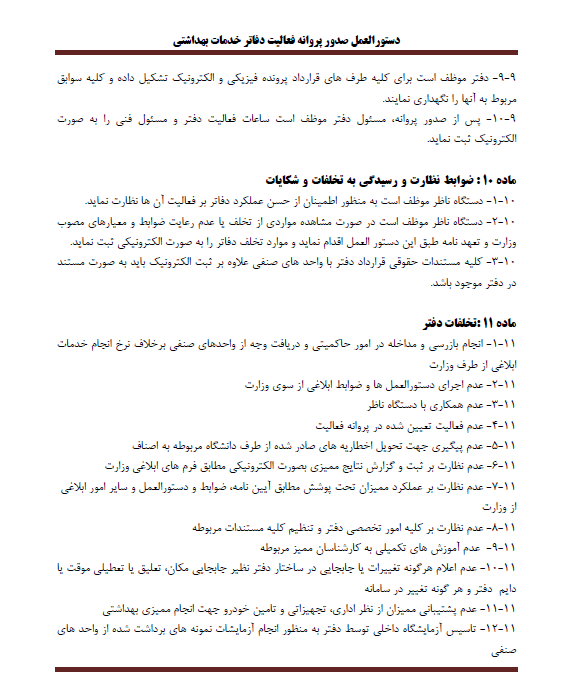 دستورالعمل صدور پروانه فعالیت دفاتر خدمات بهداشتی
۹-۹- دفتر موظف است برای کلیه طرف های قرارداد پرونده فیزیکی و الکترونیک تشکیل داده و کلیه سوابق
مربوط به آنها را نگهداری نمایند.
۹-۱۰- پس از صدور پروانه، مسئول دفتر موظف است ساعات فعالیت دفتر و مسئول فنی را به صورت
الکترونیک ثبت نماید.
ماده ۱۰ : ضوابط نظارت و رسیدگی به تخلفات و شکایات
۱۰-۱- دستگاه ناظر موظف است به منظور اطمینان از حسن عملکرد دفاتر بر فعالیت آن ها نظارت نماید.
۱۰-۲- دستگاه ناظر موظف است در صورت مشاهده مواردی از تخلف یا عدم رعایت ضوابط و معیارهای مصوب
وزارت و تعهد نامه طبق این دستور العمل اقدام نماید و موارد تخلف دفاتر را به صورت الکترونیکی ثبت نماید.
۱۰-۳- کلیه مستندات حقوقی قرارداد دفتر با واحد های صنفی علاوه بر ثبت الکترونیک باید به صورت مستند
در دفتر موجود باشد.
ماده ۱۱ :تخلفات دفتر
۱۱-۱- انجام بازرسی و مداخله در امور حاکمیتی و دریافت وجه از واحدهای صنفی برخلاف نرخ انجام خدمات
ابلاغی از طرف وزارت
۱۱-۲- عدم اجرای دستورالعمل ها و ضوابط ابلاغی از سوی وزارت
۱۱-۳- عدم همکاری با دستگاه ناظر
۱۱-۴- عدم فعالیت تعیین شده در پروانه فعالیت
۱۱-۵- عدم پیگیری جهت تحویل اخطاریه های صادر شده از طرف دانشگاه مربوطه به اصناف
۱۱-۶- عدم نظارت بر ثبت و گزارش نتایج ممیزی بصورت الکترونیکی مطابق فرم های ابلاغی وزارت
۱۱-۷- عدم نظارت بر عملکرد ممیزان تحت پوشش مطابق آیین نامه، ضوابط و دستورالعمل و سایر امور ابلاغی
از وزارت
۱۱-۸- عدم نظارت بر کلیه امور تخصصی دفتر و تنظیم کلیه مستندات مربوطه
۱۱-۹- عدم آموزش های تکمیلی به کارشناسان ممیز مربوطه
۱۱-۱۰- عدم اعلام هرگونه تغییرات یا جابجایی در ساختار دفتر نظیر جابجایی مکان، تعلیق یا تعطیلی موقت یا
دایم دفتر و هر گونه تغییر در سامانه
۱۱-۱۱- عدم پشتیبانی ممیزان از نظر اداری، تجهیزاتی و تامین خودرو جهت انجام ممیزی بهداشتی
۱۱-۱۲- تاسیس آزمایشگاه داخلی توسط دفتر به منظور انجام آزمایشات نمونه های برداشت شده از واحد های
صنفی